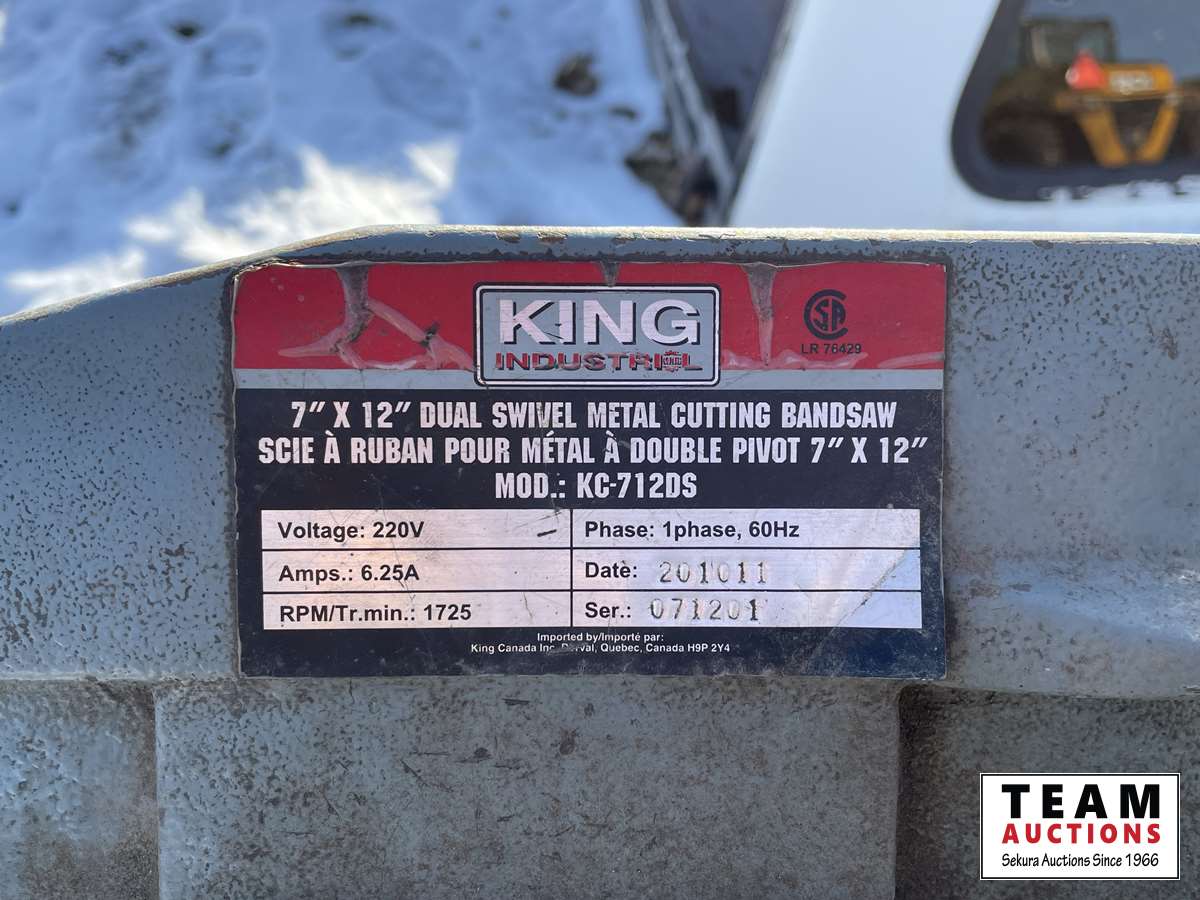 KING
INDUSTRIAL
LR 76429
7" X 12" DUAL SWIVEL METAL CUTTING BANDSAW
SCIE À RUBAN POUR MÉTAL À DOUBLE PIVOT 7" X 12"
MOD.: KC-712DS
Voltage: 220V
Phase: 1phase, 60Hz
Amps.: 6.25A
Date: 201011
RPM/Tr.min.: 1725
Ser.: 071201
Imported by/Importé par:
King Canada Inc. Dorval, Quebec, Canada H9P 2Y4
TEAM
AUCTIONS
Sekura Auctions Since 1966